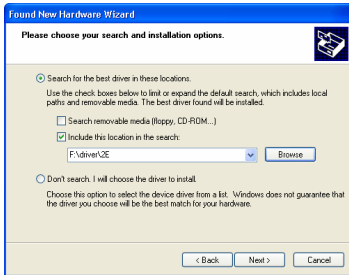 Found New Hardware Wizard
Please choose your search and installation options.
Search for the best driver in these locations.
Use the check boxes below to limit or expand the default search, which includes local
paths and removable media. The best driver found will be installed.
Search removable media (floppy, CD-ROM...)
Include this location in the search:
F:\driver\2E
Browse
Don't search. I will choose the driver to install.
Choose this option to select the device driver from a list. Windows does not guarantee that
the driver you choose will be the best match for your hardware.
< Back
Next >
Cancel